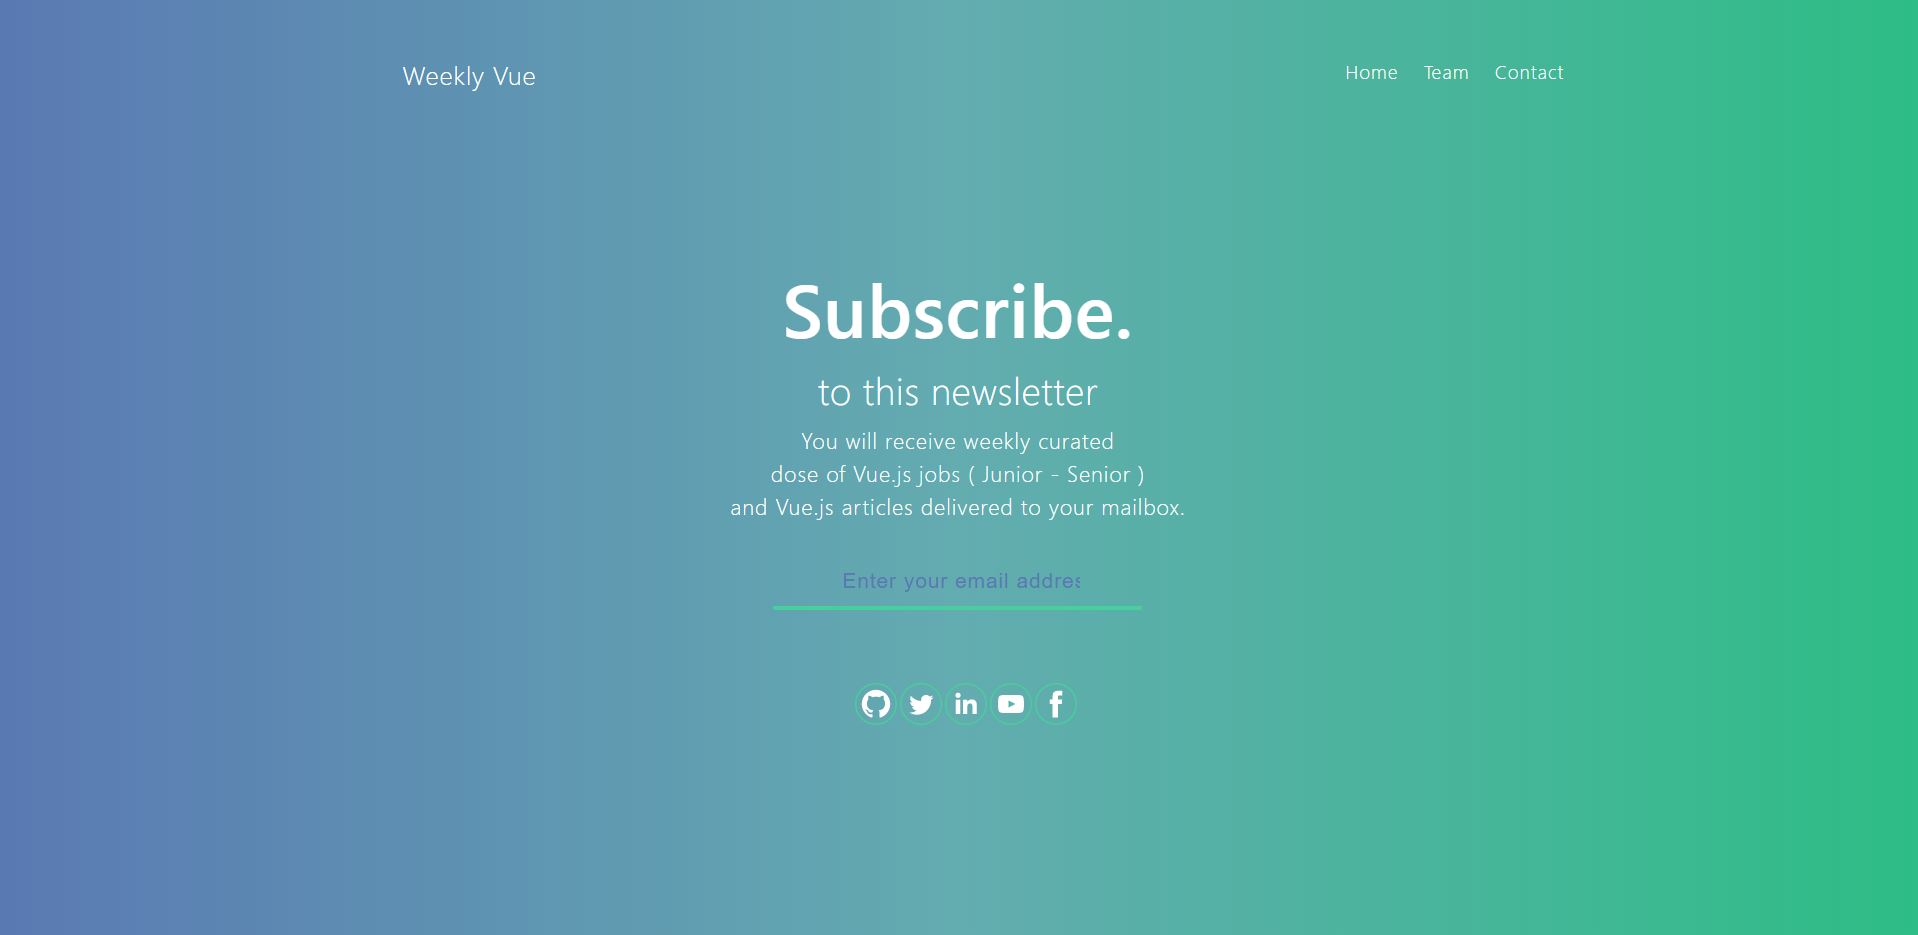 Weekly Vue
Home Team Contact
Subscribe.
to this newsletter
You will receive weekly curated
dose of Vue.js jobs ( Junior - Senior )
and Vue.js articles delivered to your mailbox.
Enter your email addres